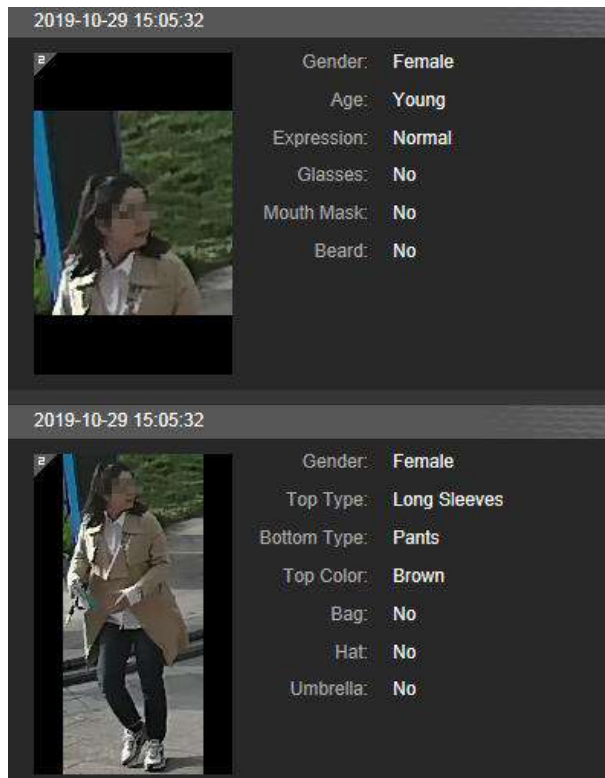 2019-10-29 15:05:32
2
Gender: Female
Age: Young
Expression: Normal
Glasses: No
Mouth Mask: No
Beard: No
2019-10-29 15:05:32
2
Gender: Female
Top Type: Long Sleeves
Bottom Type: Pants
Top Color: Brown
Bag: No
Hat: No
Umbrella: No